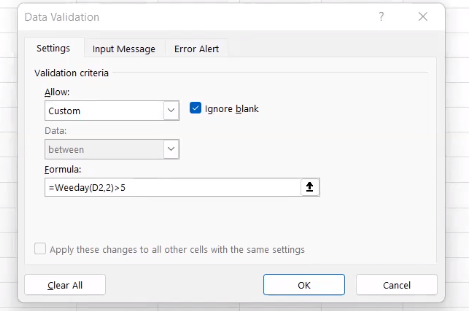 Data Validation ?
Settings Input Message Error Alert
Validation criteria
Allow:
Custom Ignore blank
Data:
between
Formula:
=Weeday(D2,2)>5
Apply these changes to all other cells with the same settings
Clear All OK Cancel